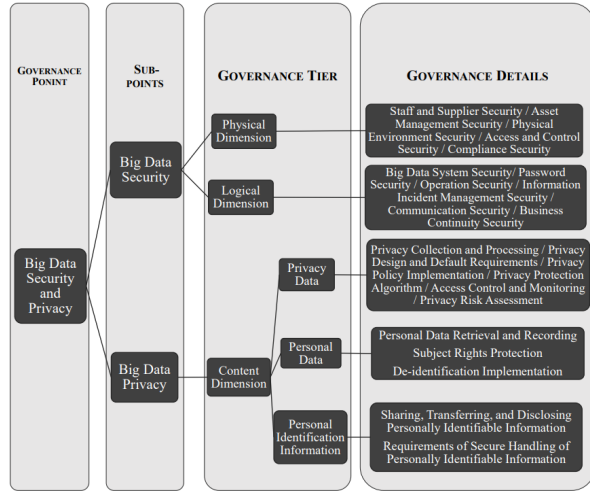 GOVERNANCE
PONINT
SUB-
POINTS
GOVERNANCE TIER
GOVERNANCE DETAILS
Big Data
Security
and
Privacy
Big Data
Security
Big Data
Privacy
Physical
Dimension
Logical
Dimension
Content
Dimension
Privacy
Data
Personal
Data
Personal
Identification
Information
Staff and Supplier Security / Asset
Management Security / Physical
Environment Security / Access and Control
Security / Compliance Security
Big Data System Security/ Password
Security / Operation Security / Information
Incident Management Security /
Communication Security / Business
Continuity Security
Privacy Collection and Processing / Privacy
Design and Default Requirements / Privacy
Policy Implementation / Privacy Protection
Algorithm / Access Control and Monitoring
/ Privacy Risk Assessment
Personal Data Retrieval and Recording
Subject Rights Protection
De-identification Implementation
Sharing, Transferring, and Disclosing
Personally Identifiable Information
Requirements of Secure Handling of
Personally Identifiable Information